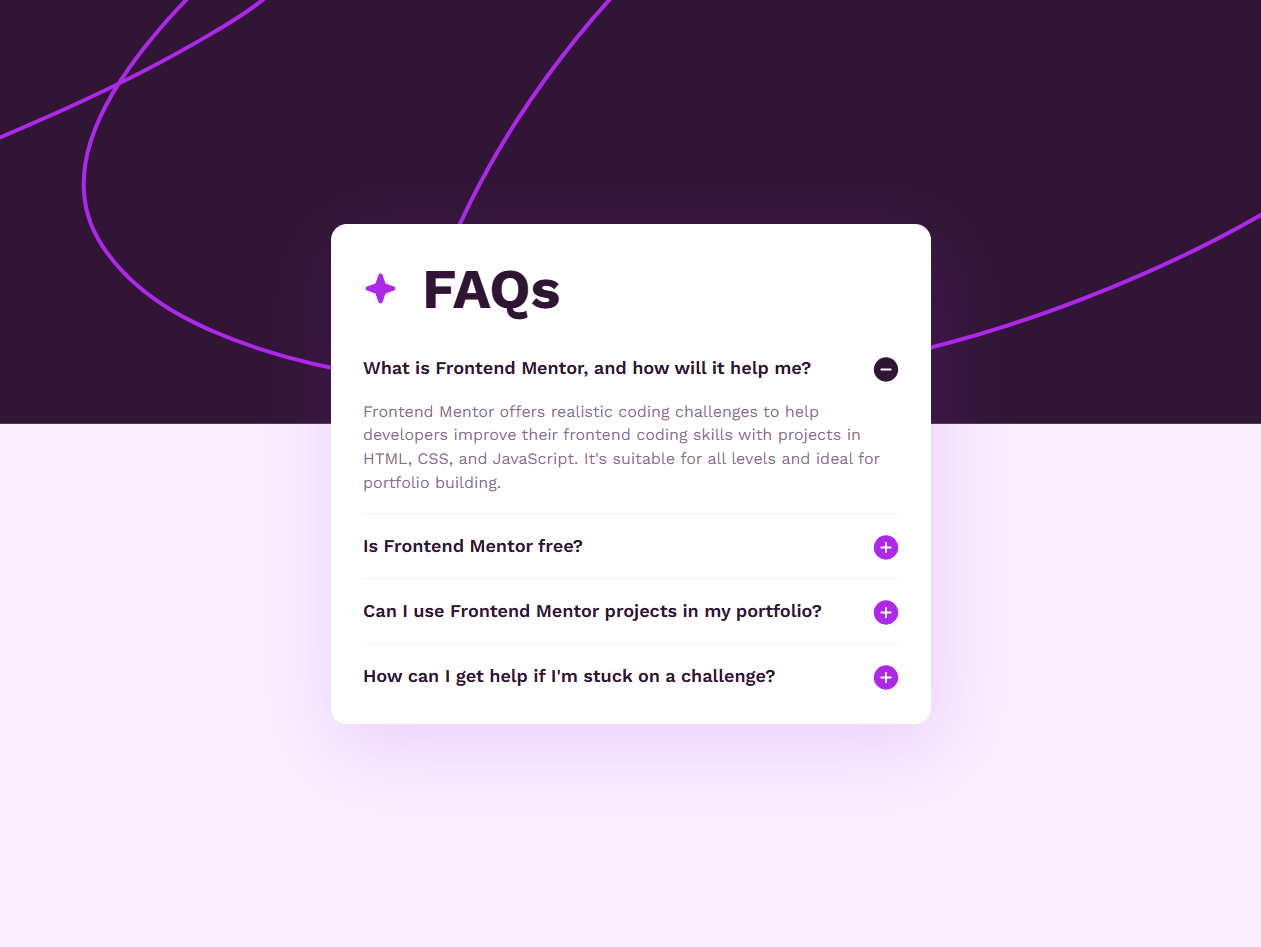 FAQs
What is Frontend Mentor, and how will it help me?
Frontend Mentor offers realistic coding challenges to help
developers improve their frontend coding skills with projects in
HTML, CSS, and JavaScript. It's suitable for all levels and ideal for
portfolio building.
Is Frontend Mentor free?
Can I use Frontend Mentor projects in my portfolio?
How can I get help if I'm stuck on a challenge?